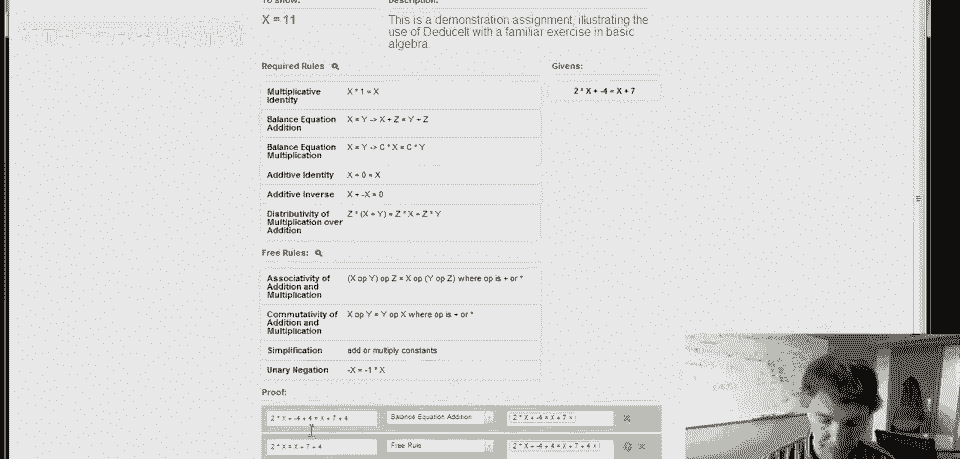 To show:
Description:
X = 11
This is a demonstration assignment, illustrating the
use of DeduceIt with a familiar exercise in basic
algebra.
Required Rules
Givens:
Multiplicative Identity
X * 1 = X
2 * X + -4 = X + 7
Balance Equation Addition
X = Y -> X + Z = Y + Z
Balance Equation Multiplication
X = Y -> C * X = C * Y
Additive Identity
X + 0 = X
Additive Inverse
X + -X = 0
Distributivity of Multiplication over Addition
Z * (X + Y) = Z * X + Z * Y
Free Rules:
Associativity of Addition and Multiplication
(X op Y) op Z = X op (Y op Z) where op is + or *
Commutativity of Addition and Multiplication
X op Y = Y op X where op is + or *
Simplification
add or multiply constants
Unary Negation
-X = -1 * X
Proof:
2 * X + -4 + 4 = X + 7 + 4
Balance Equation Addition
2 * X + -4 = X + 7
2 * X = X + 7 + 4
Free Rule
2 * X + -4 + 4 = X + 7 + 4